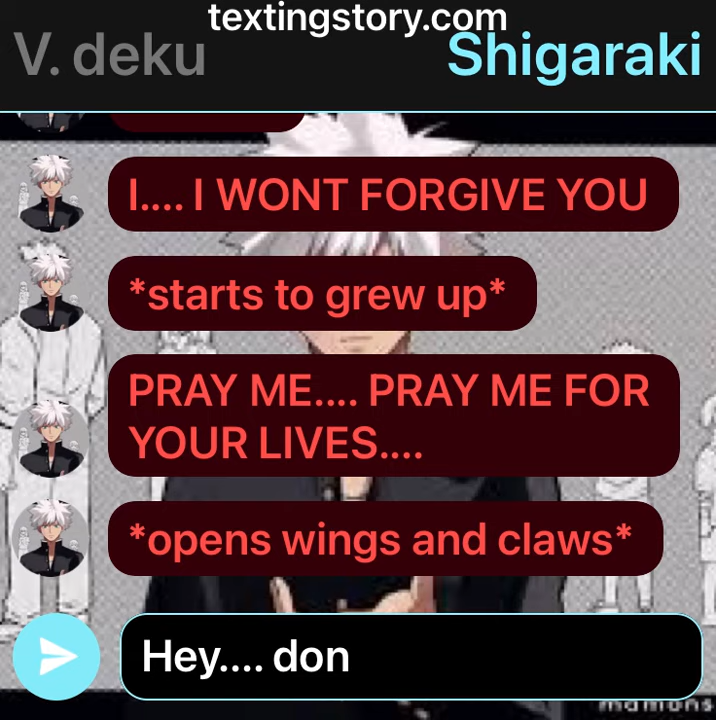 textingstory.com
V. deku
Shigaraki
I.... I WONT FORGIVE YOU
*starts to grew up*
PRAY ME.... PRAY ME FOR
YOUR LIVES....
*opens wings and claws*
Hey.... don